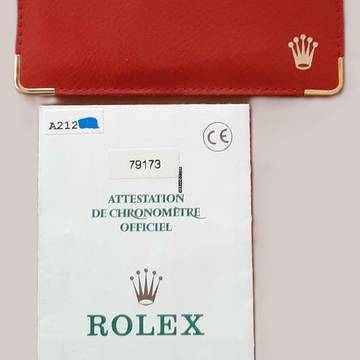 A212
CE
79173
ATTESTATION
DE CHRONOMÈTRE
OFFICIEL
ROLEX